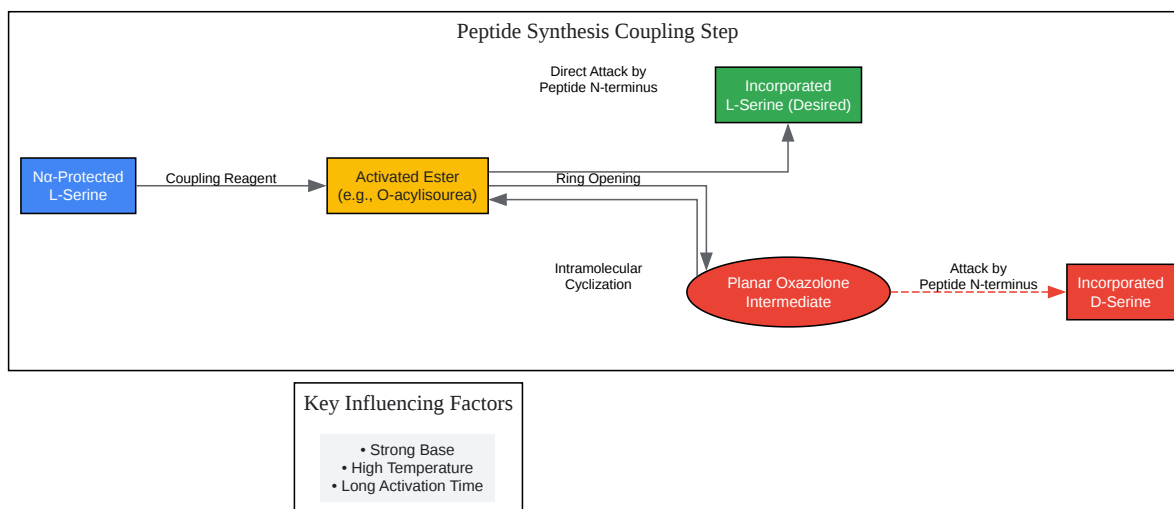 Peptide Synthesis Coupling Step
Direct Attack by
Peptide N-terminus
Incorporated
L-Serine (Desired)
Nα-Protected
L-Serine
Coupling Reagent
Activated Ester
(e.g., O-acylisourea)
Ring Opening
Intramolecular
Cyclization
Planar Oxazolone
Intermediate
Attack by
Peptide N-terminus
Incorporated
D-Serine
Key Influencing Factors
• Strong Base
• High Temperature
• Long Activation Time